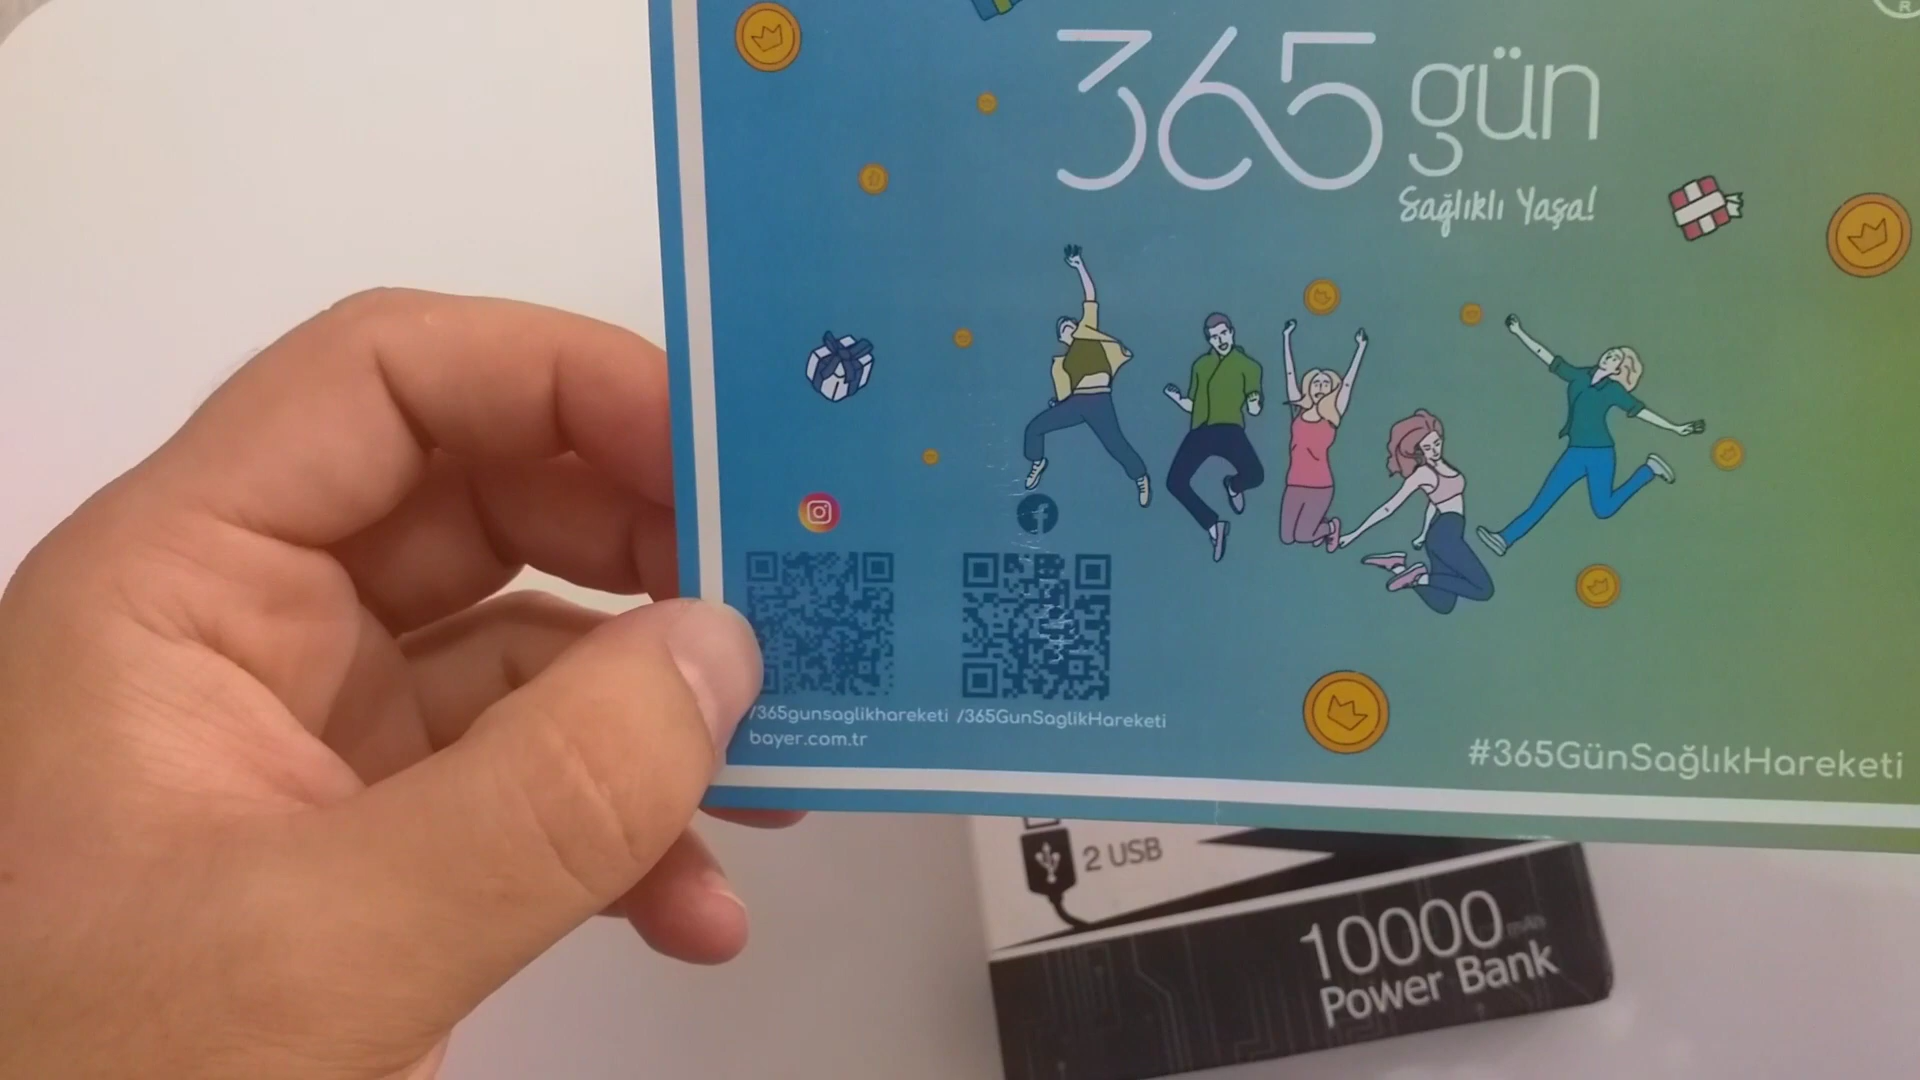 365 gün
Sağlıklı Yaşa!
/365gunsaglikhareketi /365GunSaglikHareketi
bayer.com.tr
#365GünSağlıkHareketi
2 USB
10000 mAh
Power Bank